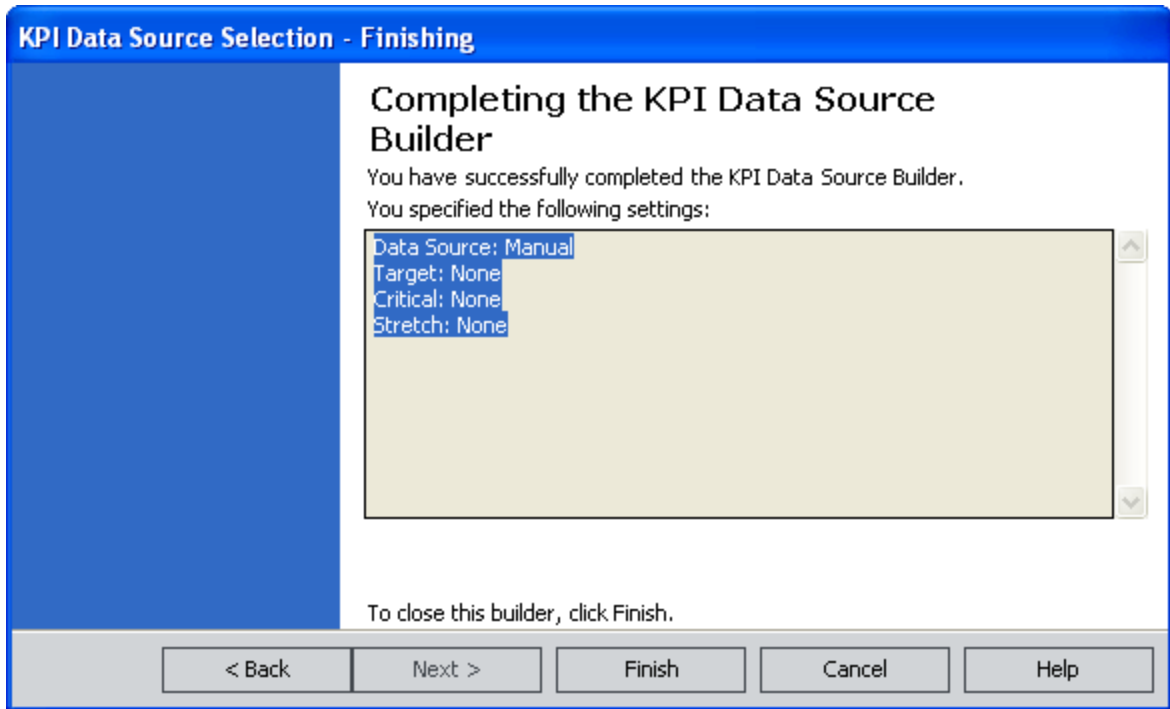 KPI Data Source Selection - Finishing
Completing the KPI Data Source
Builder
You have successfully completed the KPI Data Source Builder.
You specified the following settings:
Data Source: Manual
Target: None
Critical: None
Stretch: None
To close this builder, click Finish.
< Back Next > Finish Cancel Help